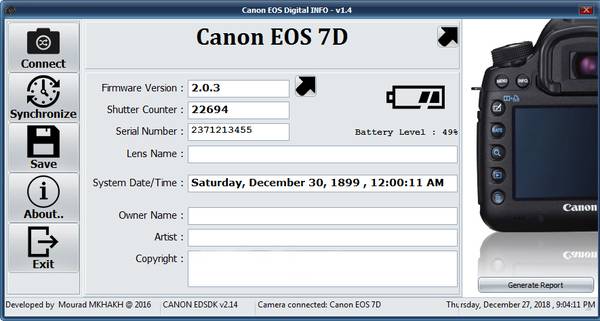 Canon EOS Digital INFO - v1.4
Connect
Synchronize
Save
About..
Exit
Canon EOS 7D
Firmware Version : 2.0.3
Shutter Counter : 22694
Serial Number : 2371213455
Battery Level : 49%
Lens Name :
System Date/Time : Saturday, December 30, 1899 , 12:00:11 AM
Owner Name :
Artist :
Copyright :
MENU
INFO
RATE
Canon
Generate Report
Developed by Mourad MKHAKH @ 2016
CANON EDSDK v2.14
Camera connected: Canon EOS 7D
Thursday, December 27, 2018 , 9:04:11 PM